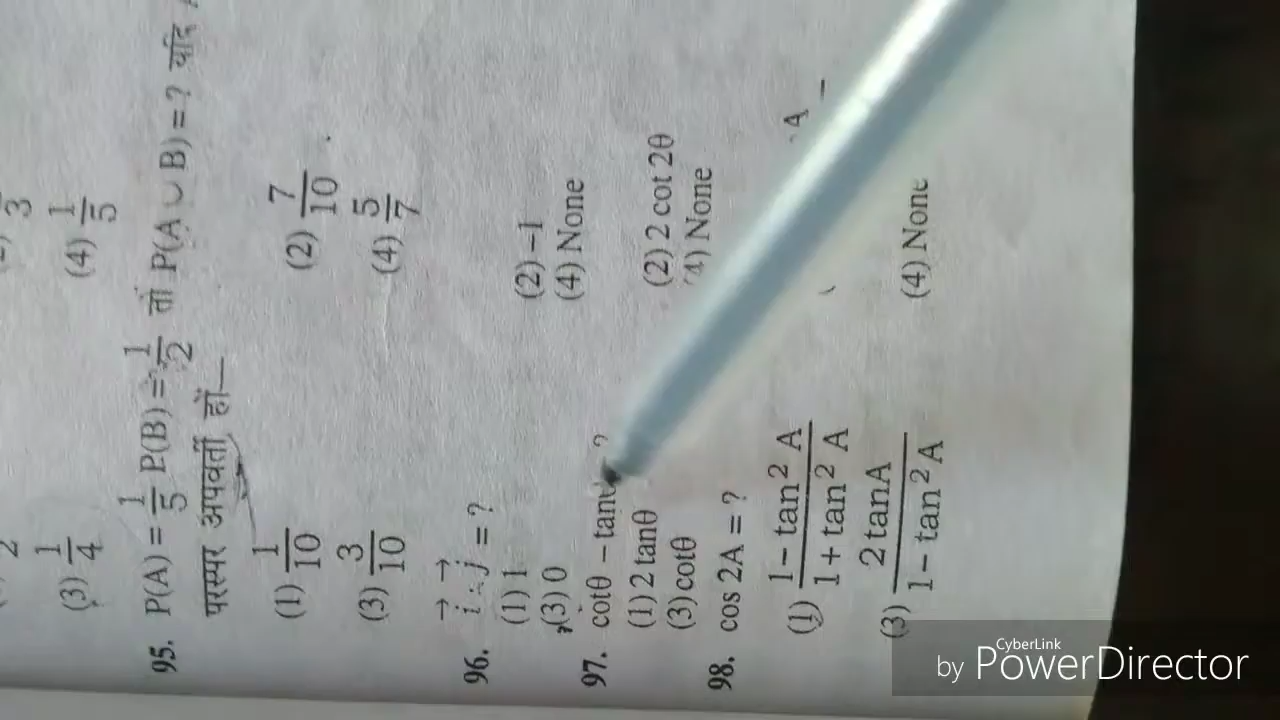 (3) 1/4
(4) 1/5
95. P(A) = 1/5 P(B) = 1/2 तो P(A ∪ B) = ? यदि
परस्पर अपवर्ती हों—
(1) 1/10 (2) 7/10
(3) 3/10 (4) 5/7
96. i⃗ . j⃗ = ?
(1) 1 (2) –1
(3) 0 (4) None
97. cotθ – tanθ ?
(1) 2 tanθ (2) 2 cot 2θ
(3) cotθ (4) None
98. cos 2A = ?
(1) 1 – tan² A / 1 + tan² A
(3) 2 tanA / 1 – tan² A (4) None
by CyberLink PowerDirector